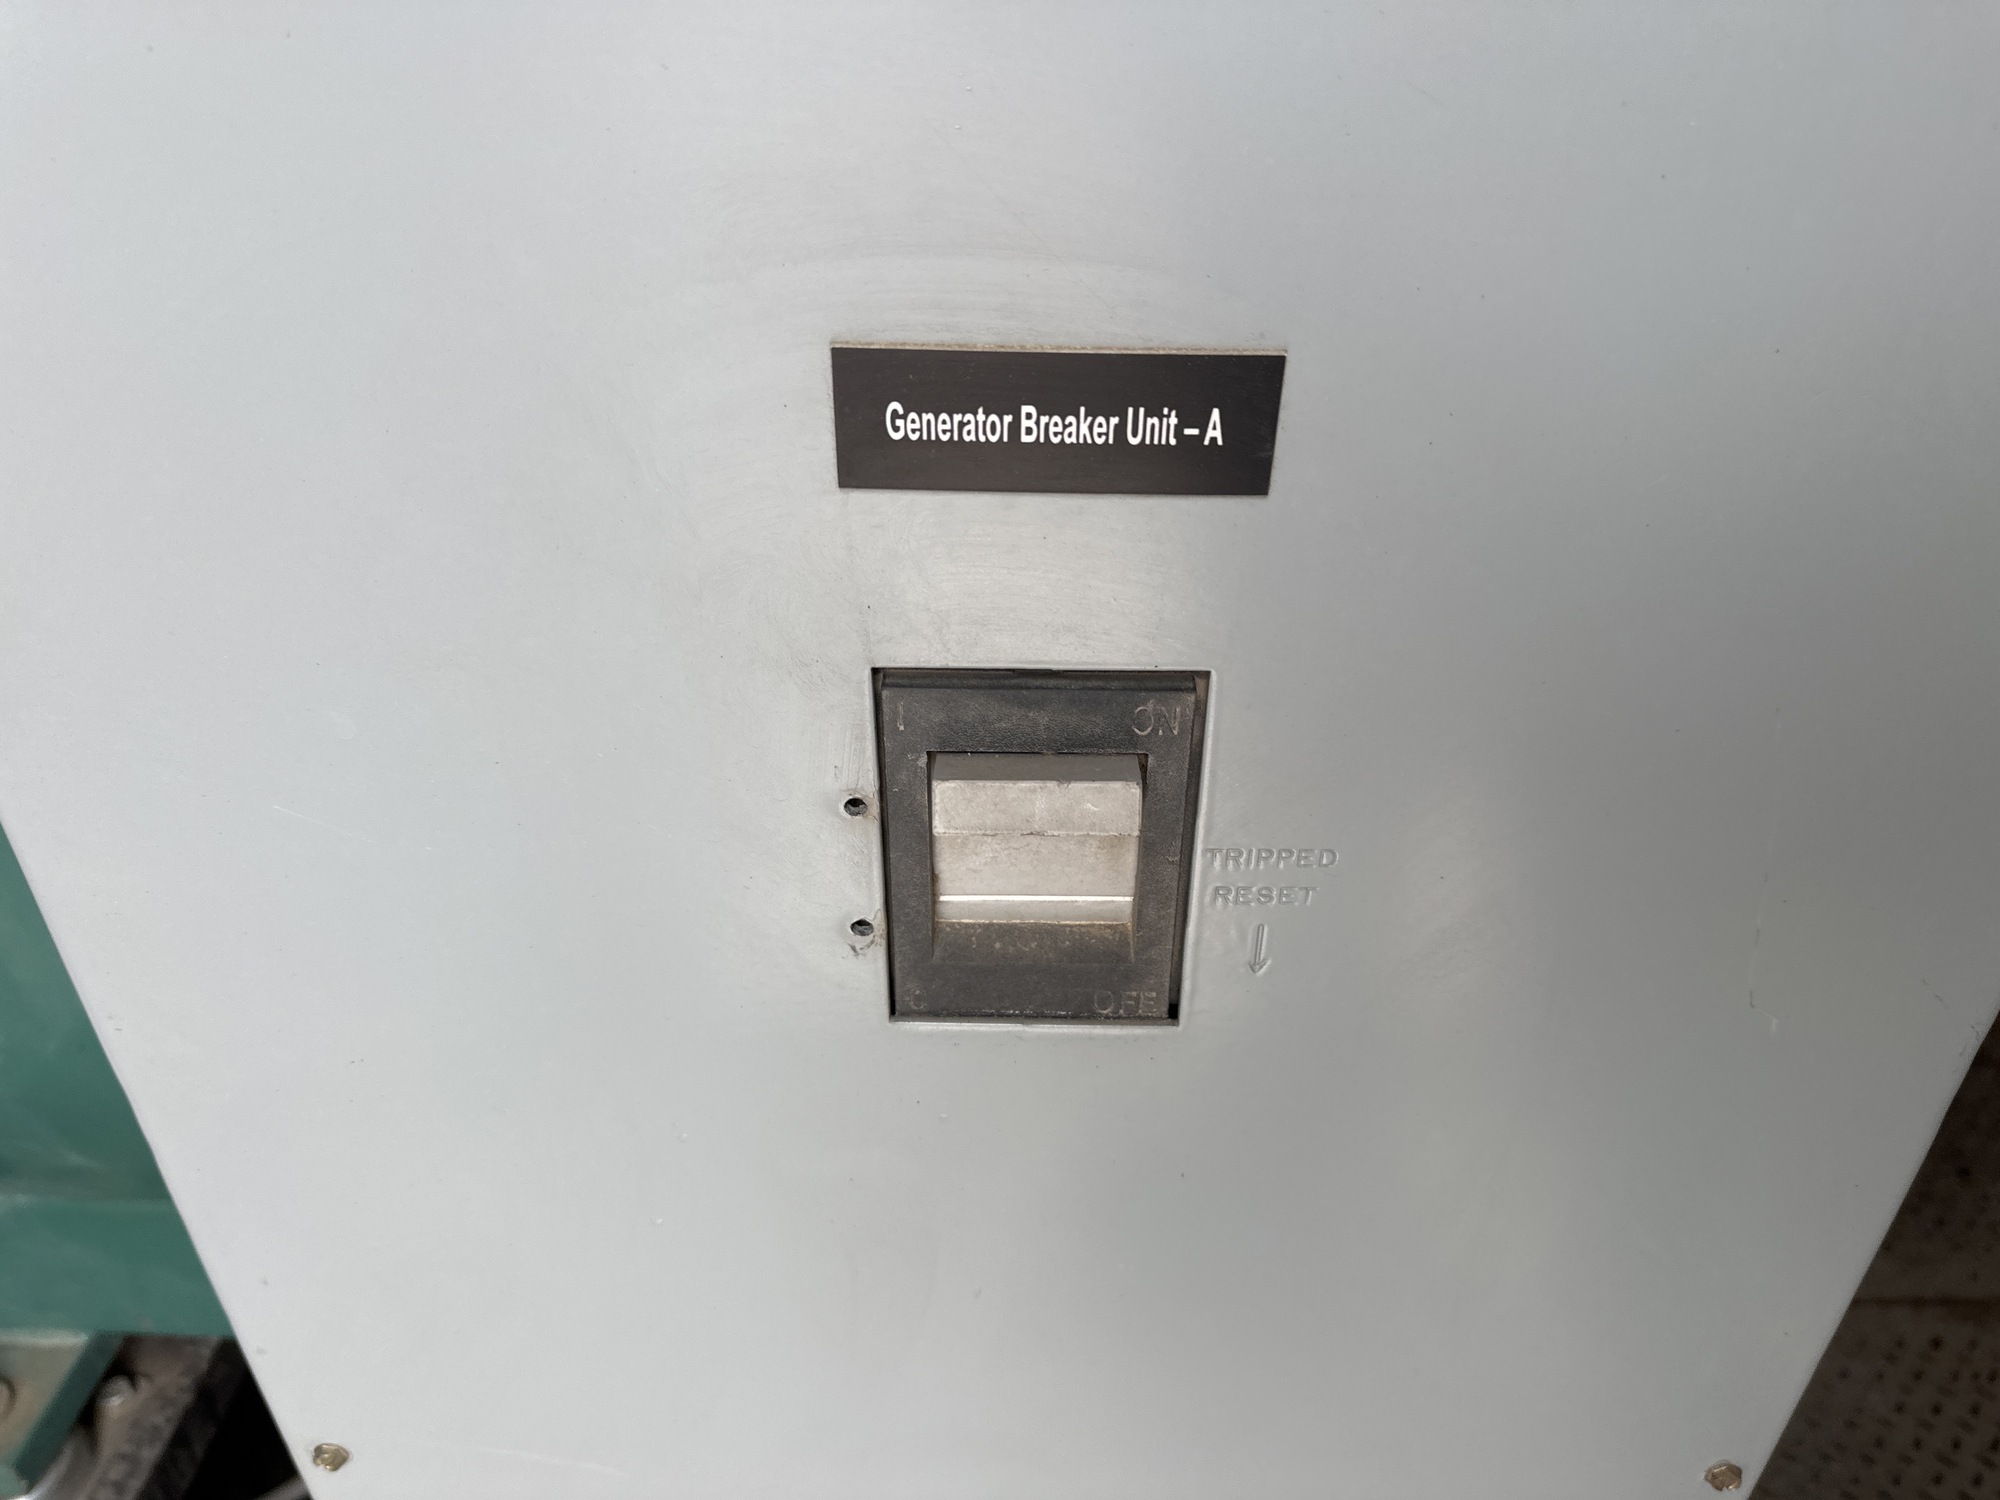 Generator Breaker Unit – A
I ON
TRIPPED
RESET
O OFF